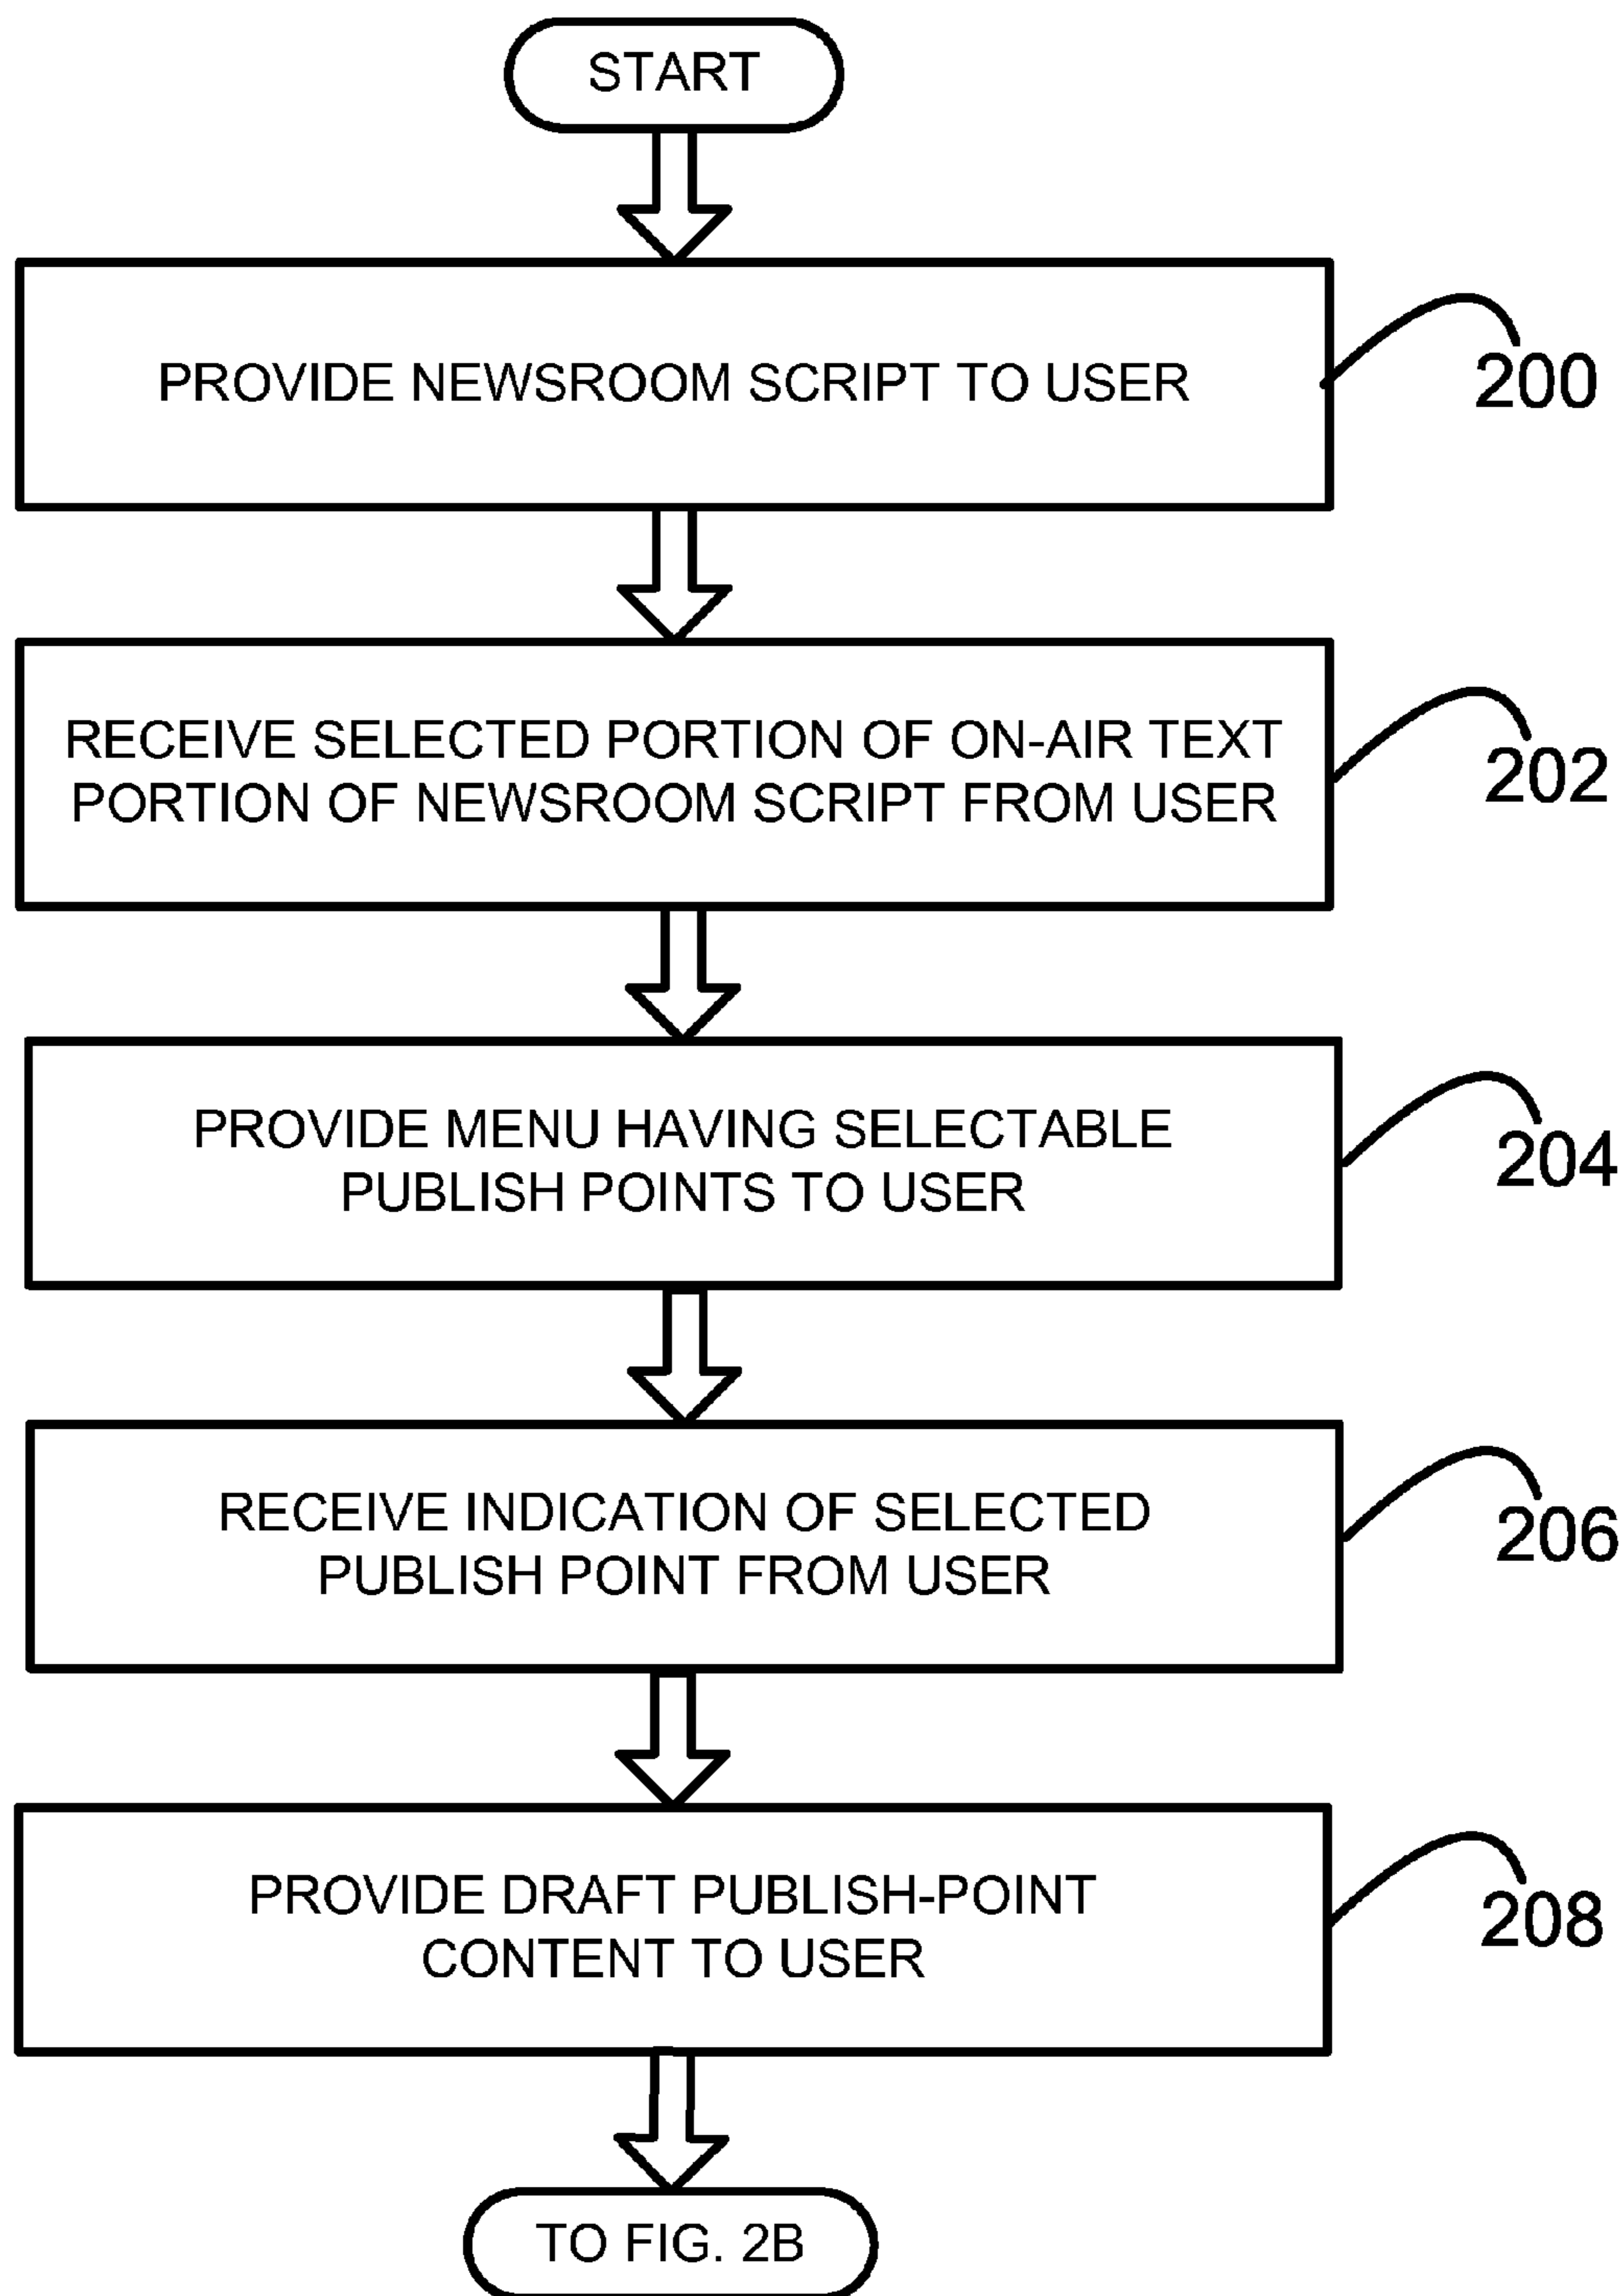 START
PROVIDE NEWSROOM SCRIPT TO USER
200
RECEIVE SELECTED PORTION OF ON-AIR TEXT
PORTION OF NEWSROOM SCRIPT FROM USER
202
PROVIDE MENU HAVING SELECTABLE
PUBLISH POINTS TO USER
204
RECEIVE INDICATION OF SELECTED
PUBLISH POINT FROM USER
206
PROVIDE DRAFT PUBLISH-POINT
CONTENT TO USER
208
TO FIG. 2B